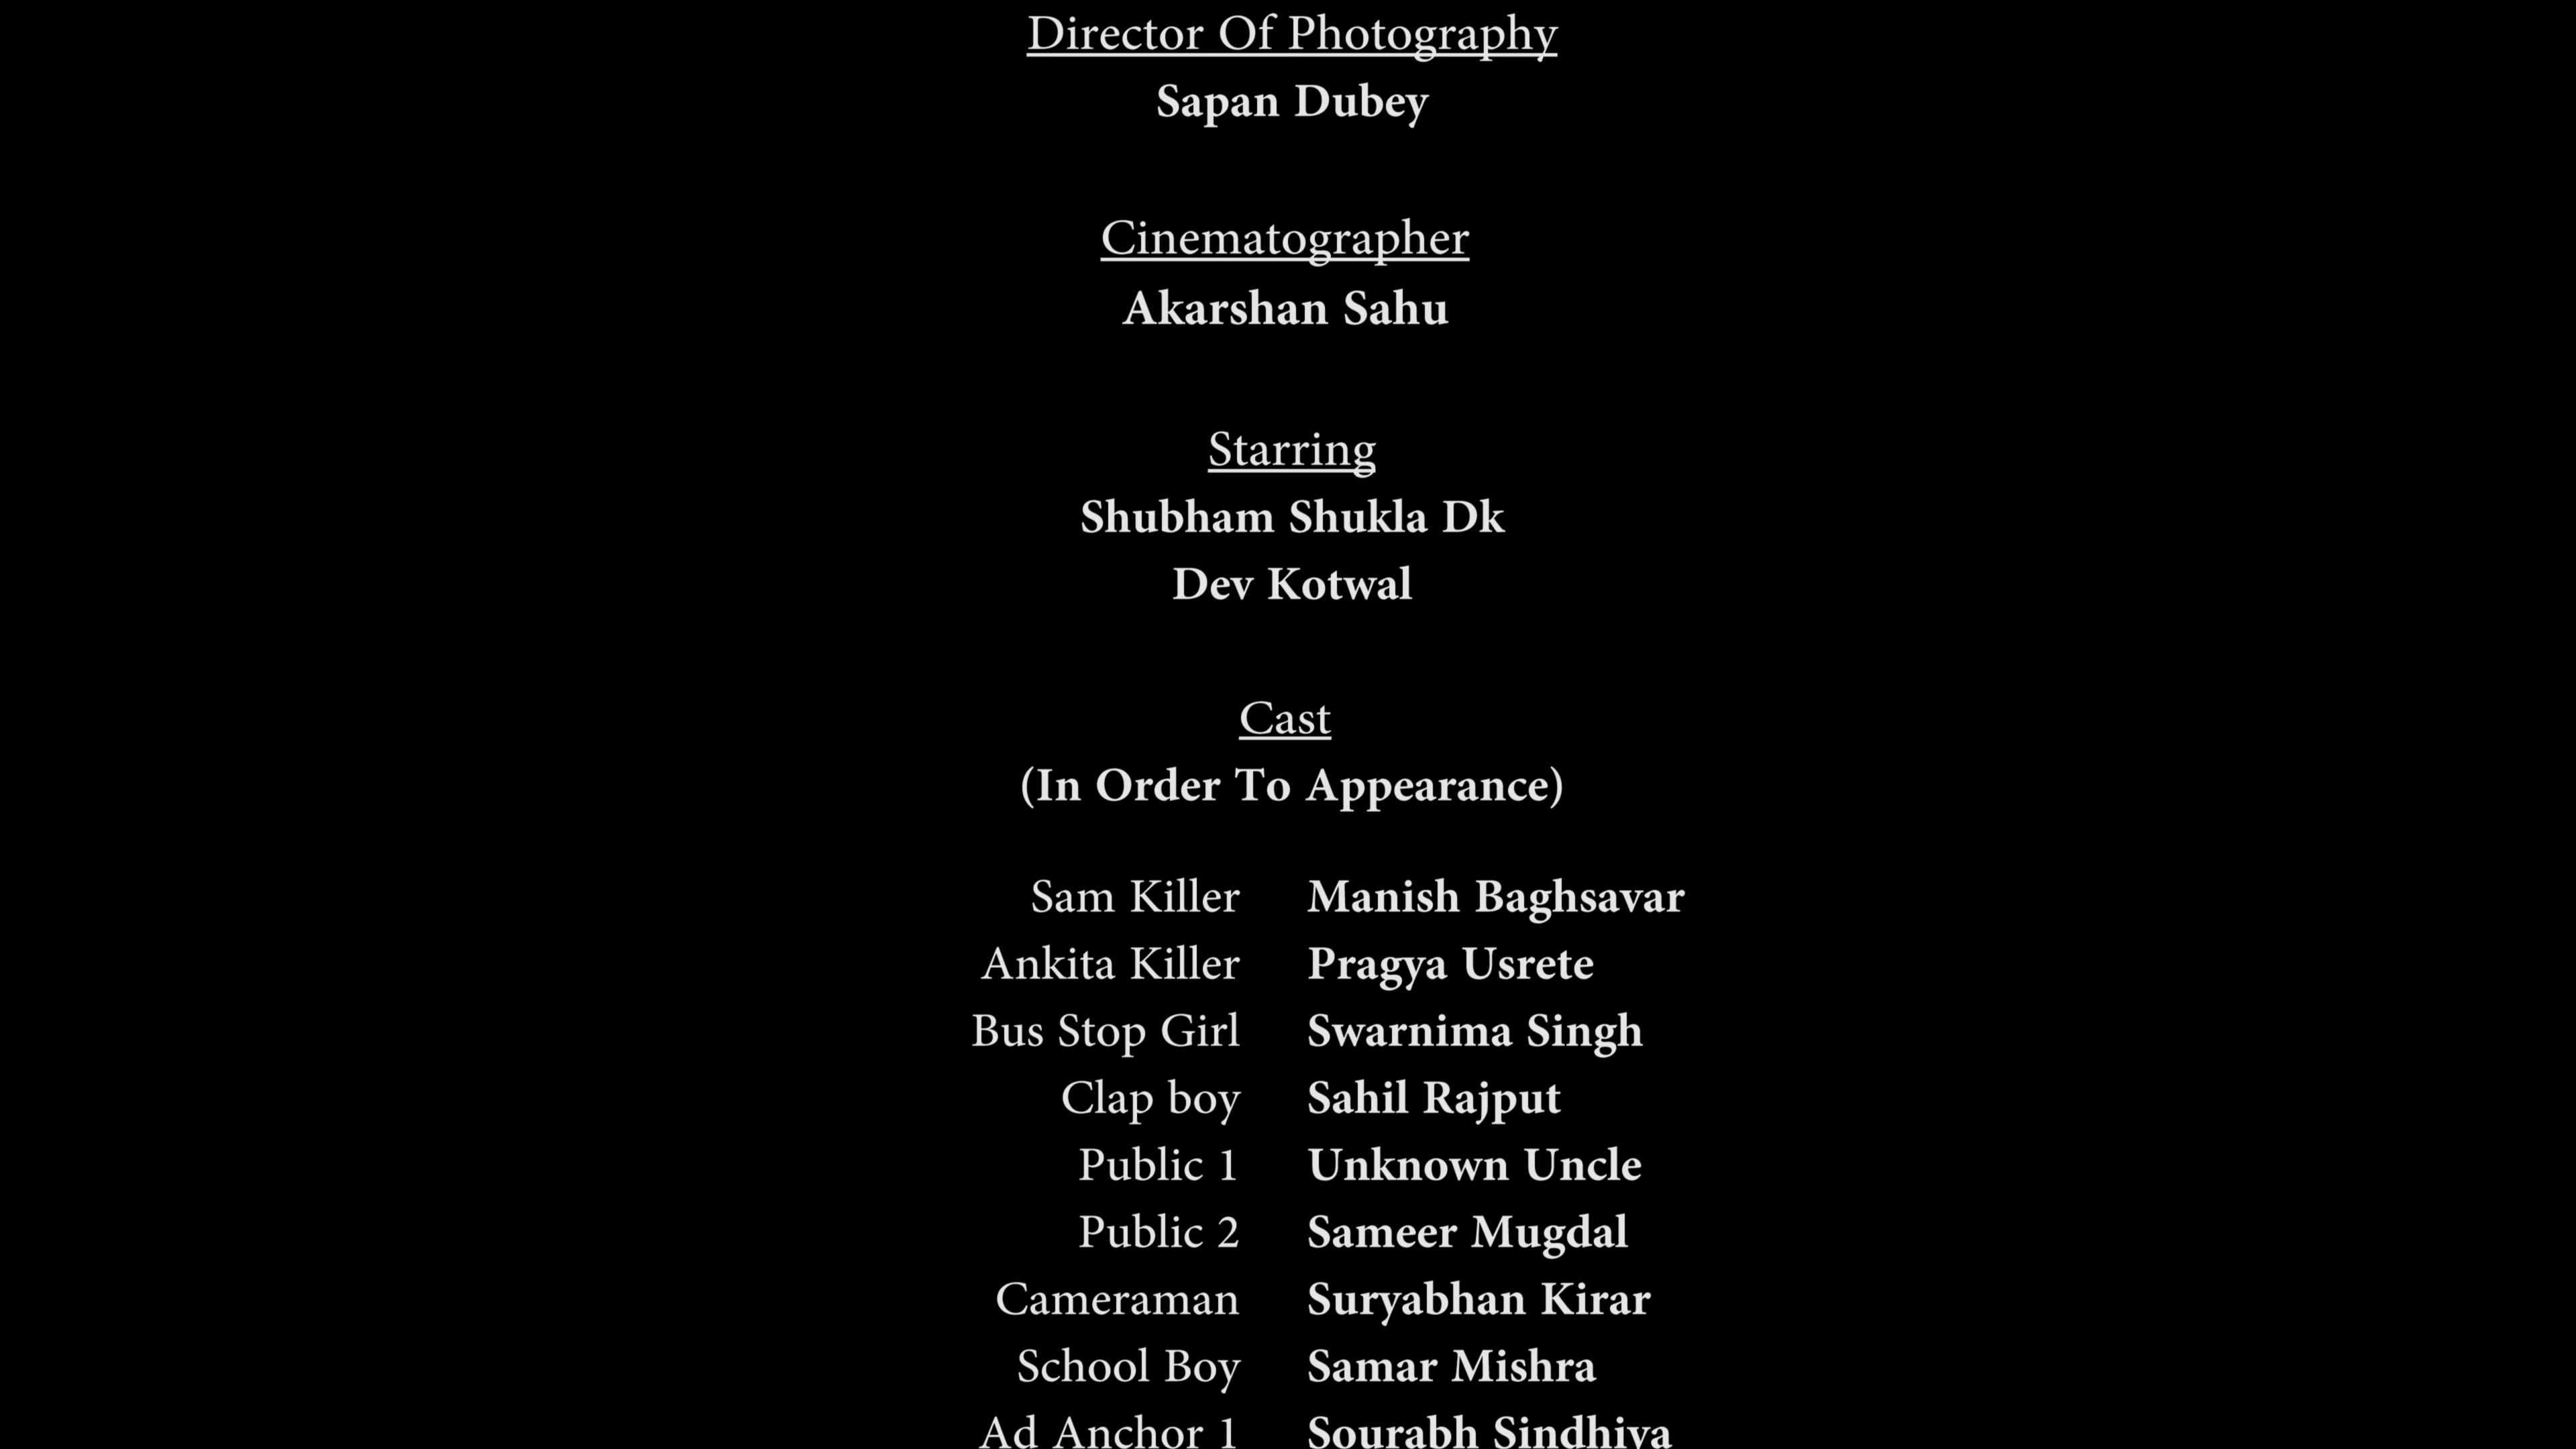 Director Of Photography
Sapan Dubey
Cinematographer
Akarshan Sahu
Starring
Shubham Shukla Dk
Dev Kotwal
Cast
(In Order To Appearance)
Sam Killer Manish Baghsavar
Ankita Killer Pragya Usrete
Bus Stop Girl Swarnima Singh
Clap boy Sahil Rajput
Public 1 Unknown Uncle
Public 2 Sameer Mugdal
Cameraman Suryabhan Kirar
School Boy Samar Mishra
Ad Anchor 1 Sourabh Sindhiya